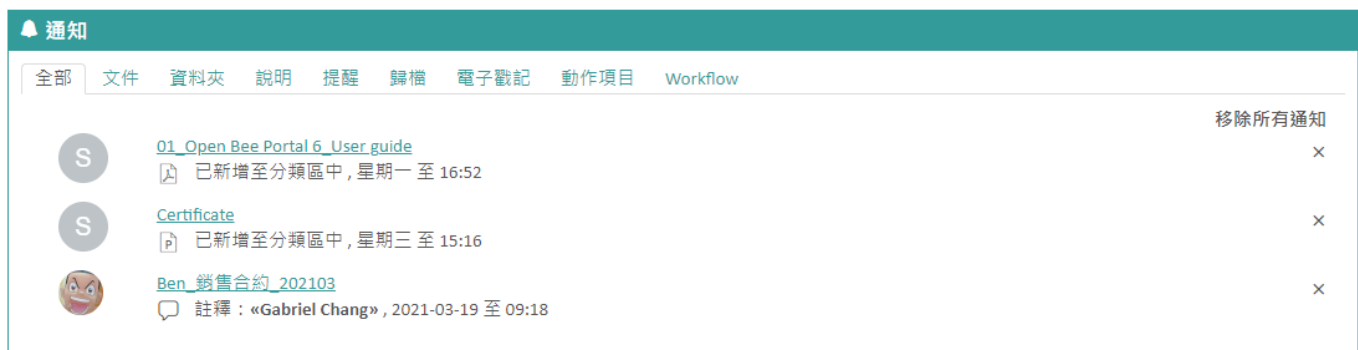 通知
全部 文件 資料夾 說明 提醒 歸檔 電子戳記 動作項目 Workflow
移除所有通知
S 01_Open Bee Portal 6_User guide ×
已新增至分類區中 , 星期一 至 16:52
S Certificate ×
P 已新增至分類區中 , 星期三 至 15:16
Ben_銷售合約_202103 ×
註釋：«Gabriel Chang» , 2021-03-19 至 09:18